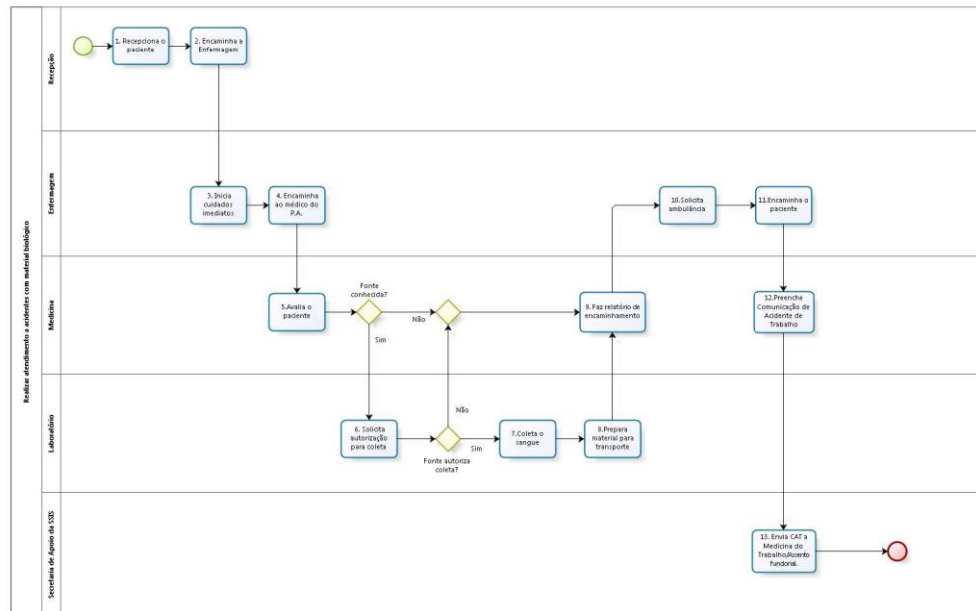 Realizar atendimento a acidentes com material biológico
Recepção
1. Recepciona o
paciente
2. Encaminha a
Enfermagem
Enfermagem
3. Inicia
cuidados
imediatos
4. Encaminha
ao médico do
P.A.
10.Solicita
ambulância
11.Encaminha o
paciente
Medicina
5.Avalia o
paciente
Fonte
conhecida?
Não
Sim
9. Faz relatório de
encaminhamento
12.Preenche
Comunicação de
Acidente de
Trabalho
Laboratório
6. Solicita
autorização
para coleta
Não
Fonte autoriza
coleta?
Sim
7.Coleta o
sangue
8.Prepara
material para
transporte
Secretaria de Apoio da SSIS
13. Envia CAT a
Medicina do
Trabalho/Assento
funcional.